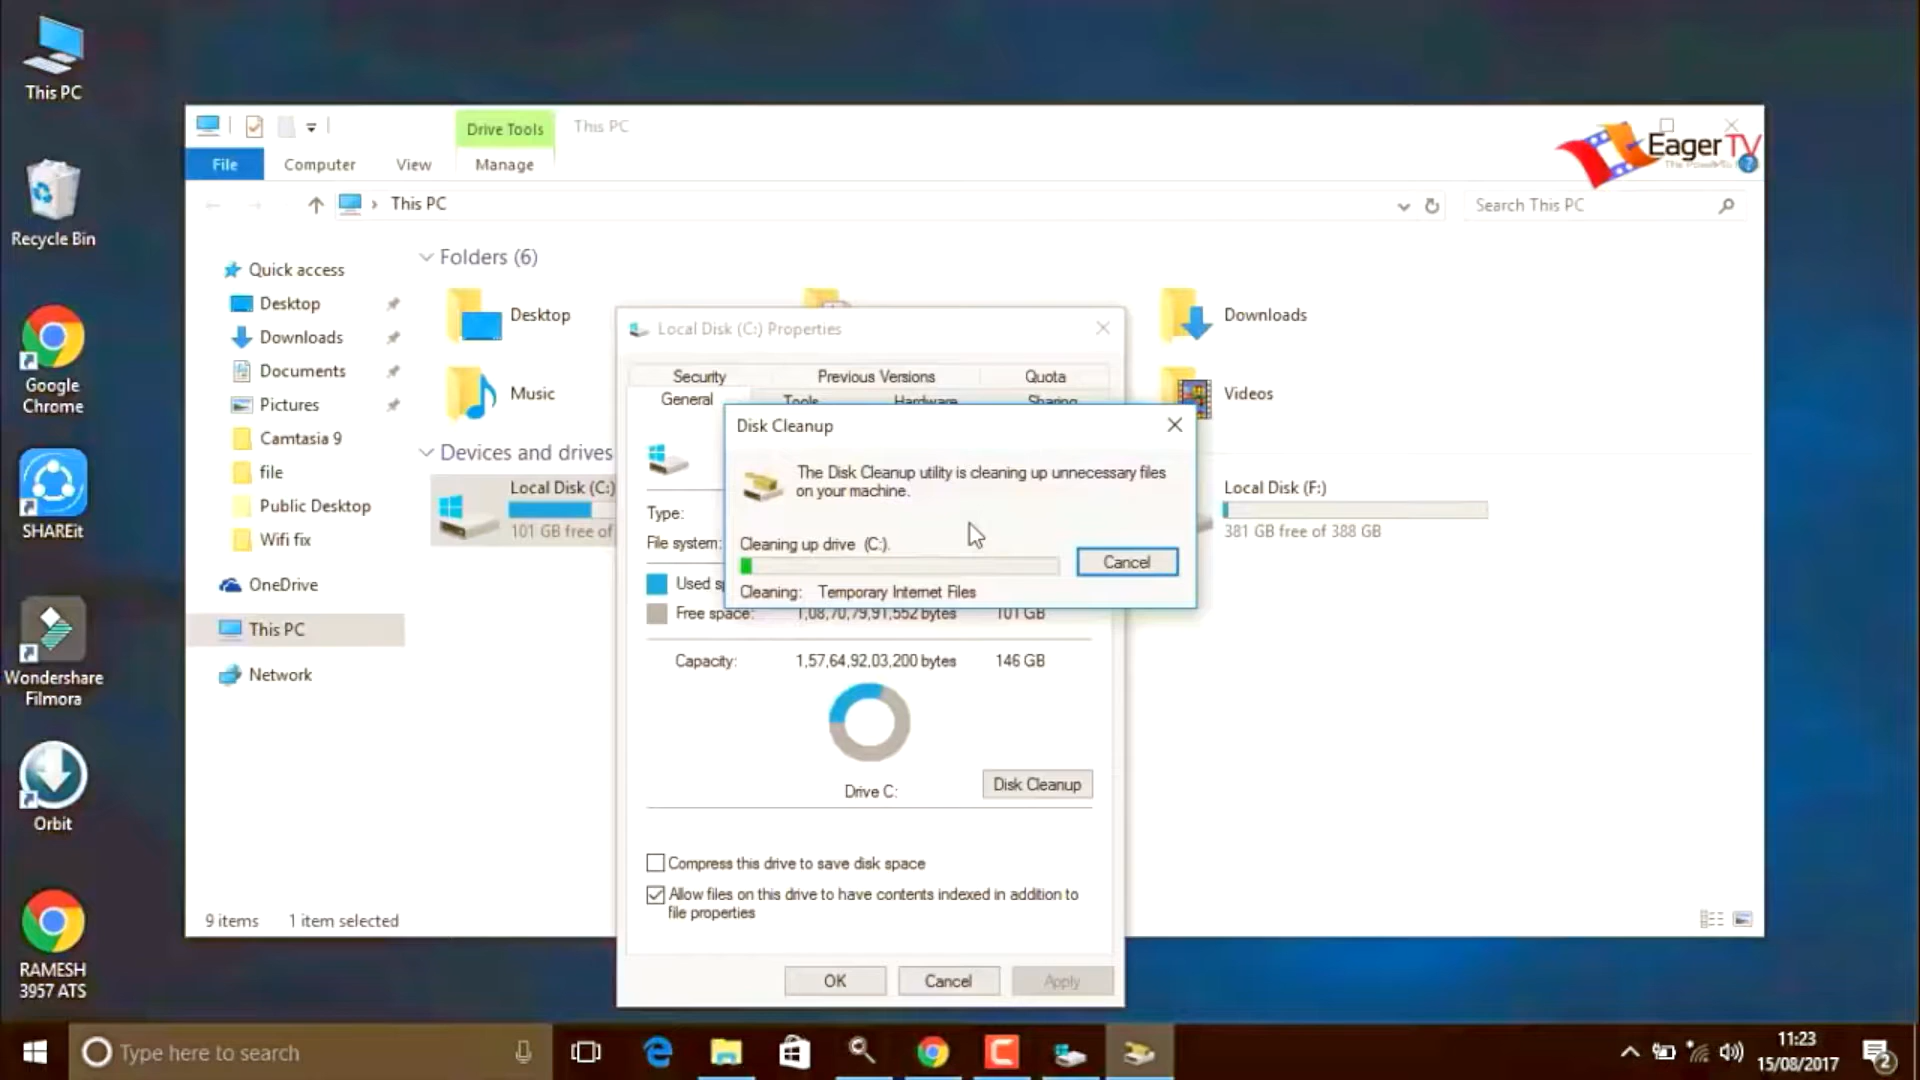 This PC
Recycle Bin
Google
Chrome
SHAREit
Wondershare
Filmora
Orbit
RAMESH
3957 ATS
Drive Tools
This PC
File
Computer
View
Manage
EagerTV
This PC
Search This PC
Quick access
Desktop
Downloads
Documents
Pictures
Camtasia 9
file
Public Desktop
Wifi fix
OneDrive
This PC
Network
Folders (6)
Desktop
Downloads
Music
Videos
Devices and drives
Local Disk (C:)
101 GB free of
Local Disk (F:)
381 GB free of 388 GB
Local Disk (C:) Properties
Security
Previous Versions
Quota
General
Tools
Hardware
Sharing
Type:
File system:
Used
Free space:
1,08,70,79,91,552 bytes
101 GB
Capacity:
1,57,64,92,03,200 bytes
146 GB
Drive C:
Disk Cleanup
Compress this drive to save disk space
Allow files on this drive to have contents indexed in addition to
file properties
OK
Cancel
Apply
Disk Cleanup
The Disk Cleanup utility is cleaning up unnecessary files
on your machine.
Cleaning up drive (C:).
Cancel
Cleaning: Temporary Internet Files
9 items
1 item selected
Type here to search
11:23
15/08/2017
2